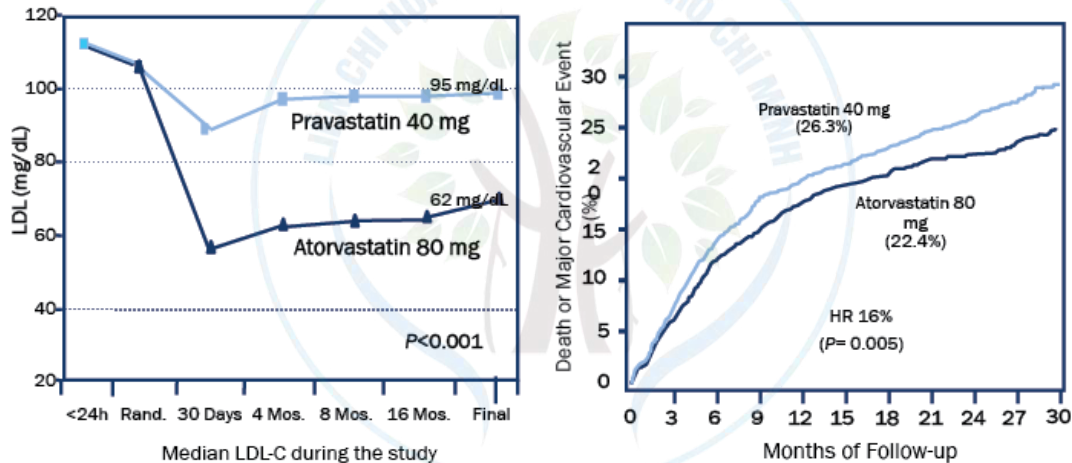 120
100
80
60
40
20
LDL (mg/dL)
95 mg/dL
Pravastatin 40 mg
62 mg/dL
Atorvastatin 80 mg
P<0.001
<24h Rand. 30 Days 4 Mos. 8 Mos. 16 Mos. Final
Median LDL-C during the study
Death or Major Cardiovascular Event
(%)
30
25
2
0
15
10
5
0
Pravastatin 40 mg
(26.3%)
Atorvastatin 80
mg
(22.4%)
HR 16%
(P= 0.005)
0 3 6 9 12 15 18 21 24 27 30
Months of Follow-up